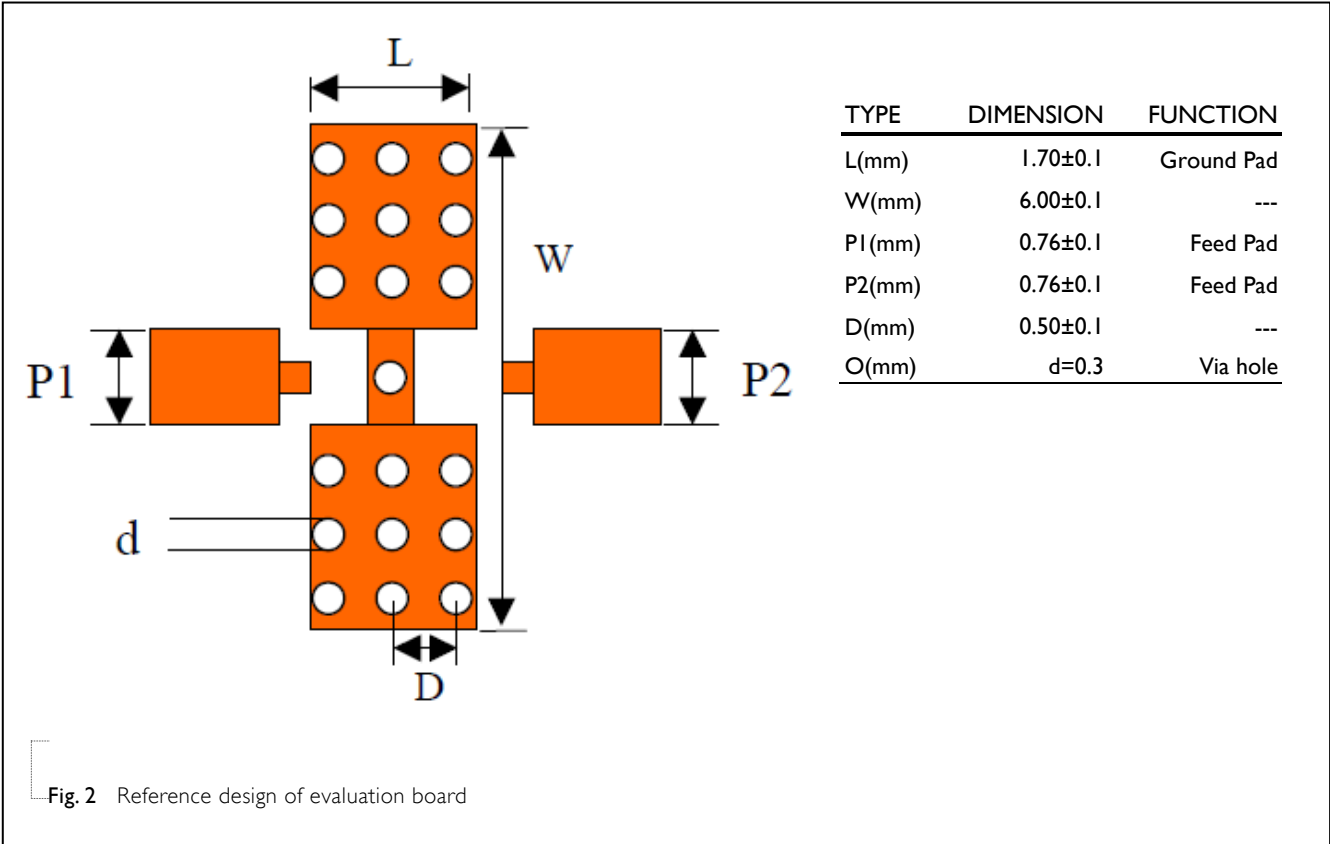 L
W
P1
P2
d
D
TYPE DIMENSION FUNCTION
L(mm) 1.70±0.1 Ground Pad
W(mm) 6.00±0.1 ---
P1(mm) 0.76±0.1 Feed Pad
P2(mm) 0.76±0.1 Feed Pad
D(mm) 0.50±0.1 ---
O(mm) d=0.3 Via hole
Fig. 2 Reference design of evaluation board